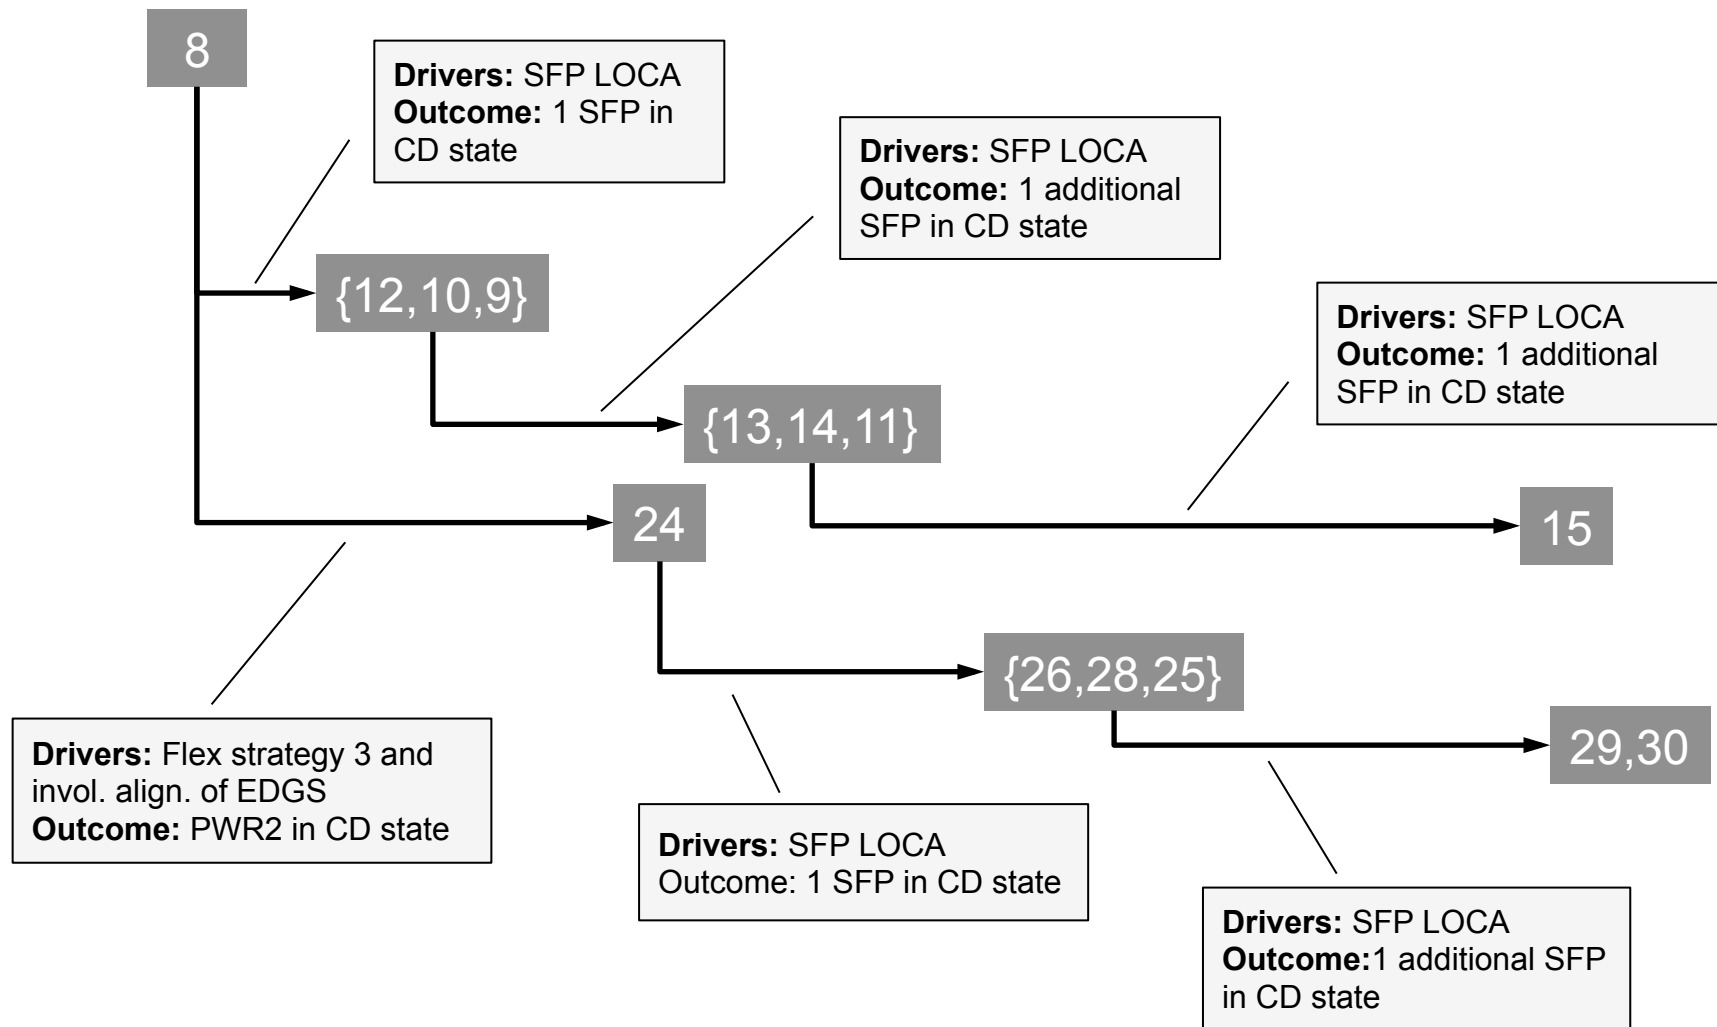 8
Drivers: SFP LOCA
Outcome: 1 SFP in
CD state
Drivers: SFP LOCA
Outcome: 1 additional
SFP in CD state
{12,10,9}
Drivers: SFP LOCA
Outcome: 1 additional
SFP in CD state
{13,14,11}
24
15
{26,28,25}
29,30
Drivers: Flex strategy 3 and
invol. align. of EDGS
Outcome: PWR2 in CD state
Drivers: SFP LOCA
Outcome: 1 SFP in CD state
Drivers: SFP LOCA
Outcome:1 additional SFP
in CD state